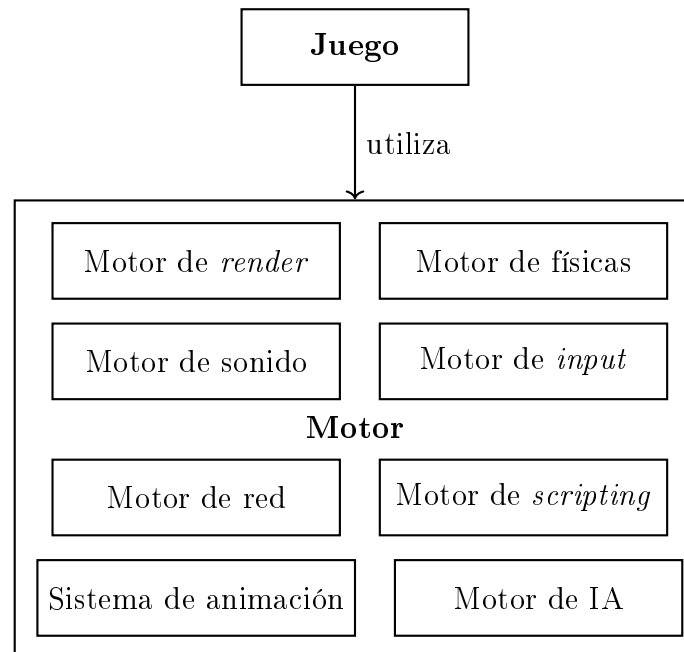 Juego
utiliza
Motor de render
Motor de físicas
Motor de sonido
Motor de input
Motor
Motor de red
Motor de scripting
Sistema de animación
Motor de IA